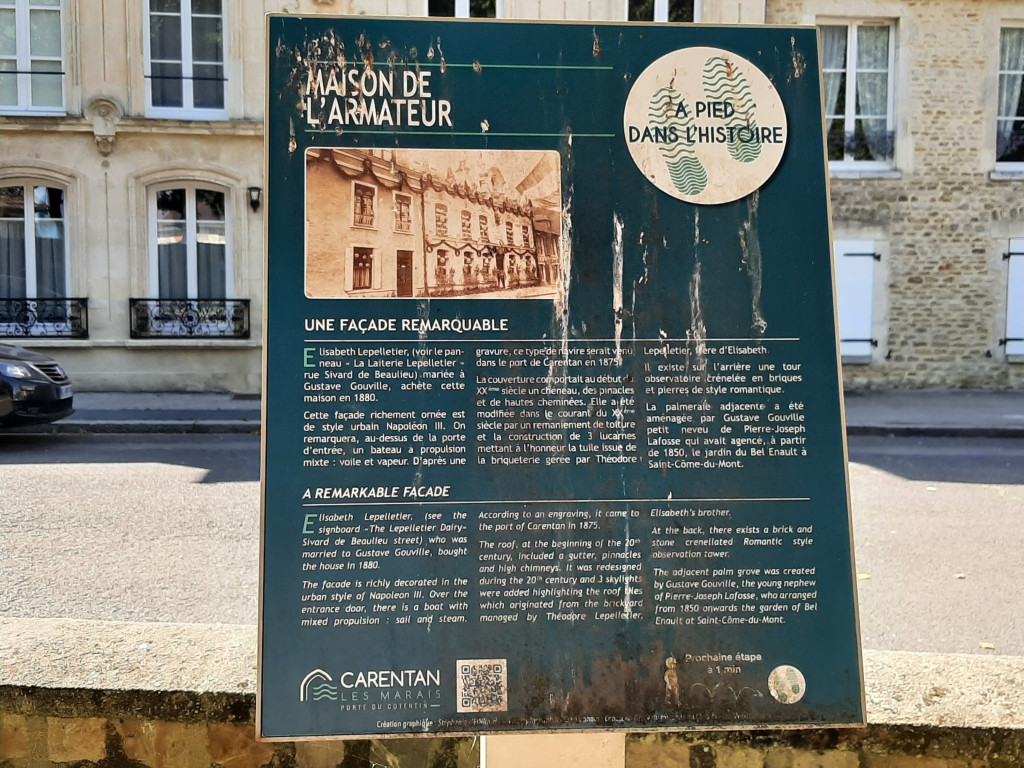 MAISON DE
L'ARMATEUR
A PIED
DANS L'HISTOIRE
UNE FAÇADE REMARQUABLE
Elisabeth Lepelletier, (voir le pan-
neau - La Laiterie Lepelletier -
rue Sivard de Beaulieu) mariée à
Gustave Gouville, achète cette
maison en 1880.
Cette façade richement ornée est
de style urbain Napoléon III. On
remarquera, au-dessus de la porte
d'entrée, un bateau à propulsion
mixte : voile et vapeur. D'après une
gravure, ce type de navire serait venu
dans le port de Carentan en 1875.
La couverture comportait au début du
XXème siècle un chéneau, des pinacles
et de hautes cheminées. Elle a été
modifiée dans le courant du XXème
siècle par un remaniement de toiture
et la construction de 3 lucarnes
mettant à l'honneur la tuile issue de
la briqueterie gérée par Théodore
Lepelletier, frère d'Elisabeth.
Il existe sur l'arrière une tour
observatoire crénelée en briques
et pierres de style romantique.
La palmeraie adjacente a été
aménagée par Gustave Gouville
petit neveu de Pierre-Joseph
Lafosse qui avait agencé, à partir
de 1850, le jardin du Bel Enault à
Saint-Côme-du-Mont.
A REMARKABLE FACADE
Elisabeth Lepelletier, (see the
signboard -The Lepelletier Dairy-
Sivard de Beaulieu street) who was
married to Gustave Gouville, bought
the house in 1880.
The facade is richly decorated in the
urban style of Napoleon III. Over the
entrance door, there is a boat with
mixed propulsion : sail and steam.
According to an engraving, it came to
the port of Carentan in 1875.
The roof, at the beginning of the 20th
century, included a gutter, pinnacles
and high chimneys. It was redesigned
during the 20th century and 3 skylights
were added highlighting the roof tiles
which originated from the brickyard
managed by Théodore Lepelletier,
Elisabeth's brother.
At the back, there exists a brick and
stone crenellated Romantic style
observation tower.
The adjacent palm grove was created
by Gustave Gouville, the young nephew
of Pierre-Joseph Lafosse, who arranged
from 1850 onwards the garden of Bel
Enault at Saint-Côme-du-Mont.
CARENTAN
LES MARAIS
PORTE DU COTENTIN
Prochaine étape
à 1 min
Création graphique :